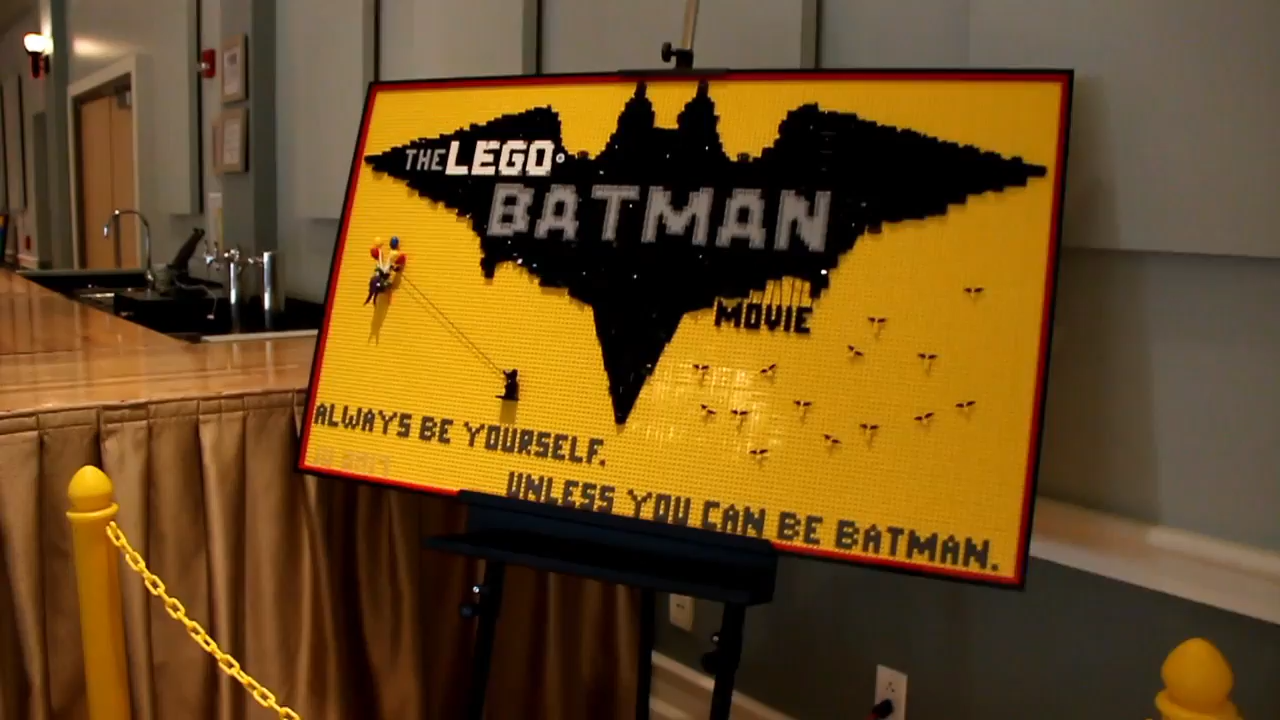 THE LEGO®
BATMAN
MOVIE
ALWAYS BE YOURSELF.
UNLESS YOU CAN BE BATMAN.